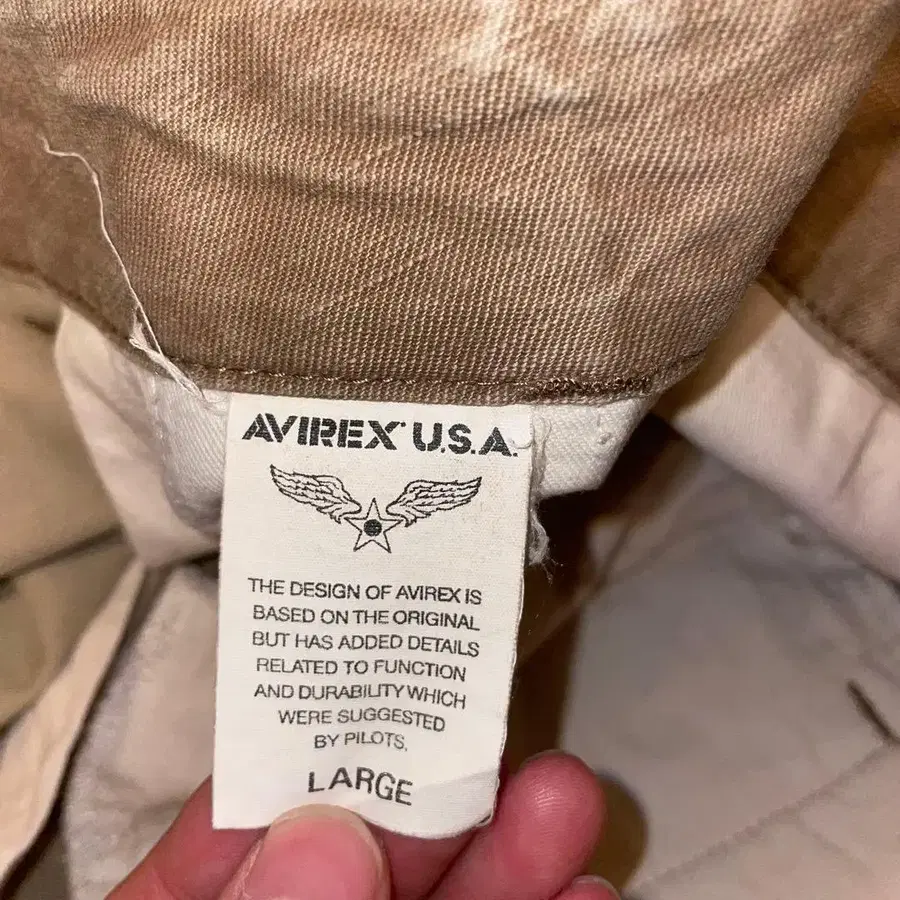 AVIREX U.S.A.
THE DESIGN OF AVIREX IS
BASED ON THE ORIGINAL
BUT HAS ADDED DETAILS
RELATED TO FUNCTION
AND DURABILITY WHICH
WERE SUGGESTED
BY PILOTS.
LARGE